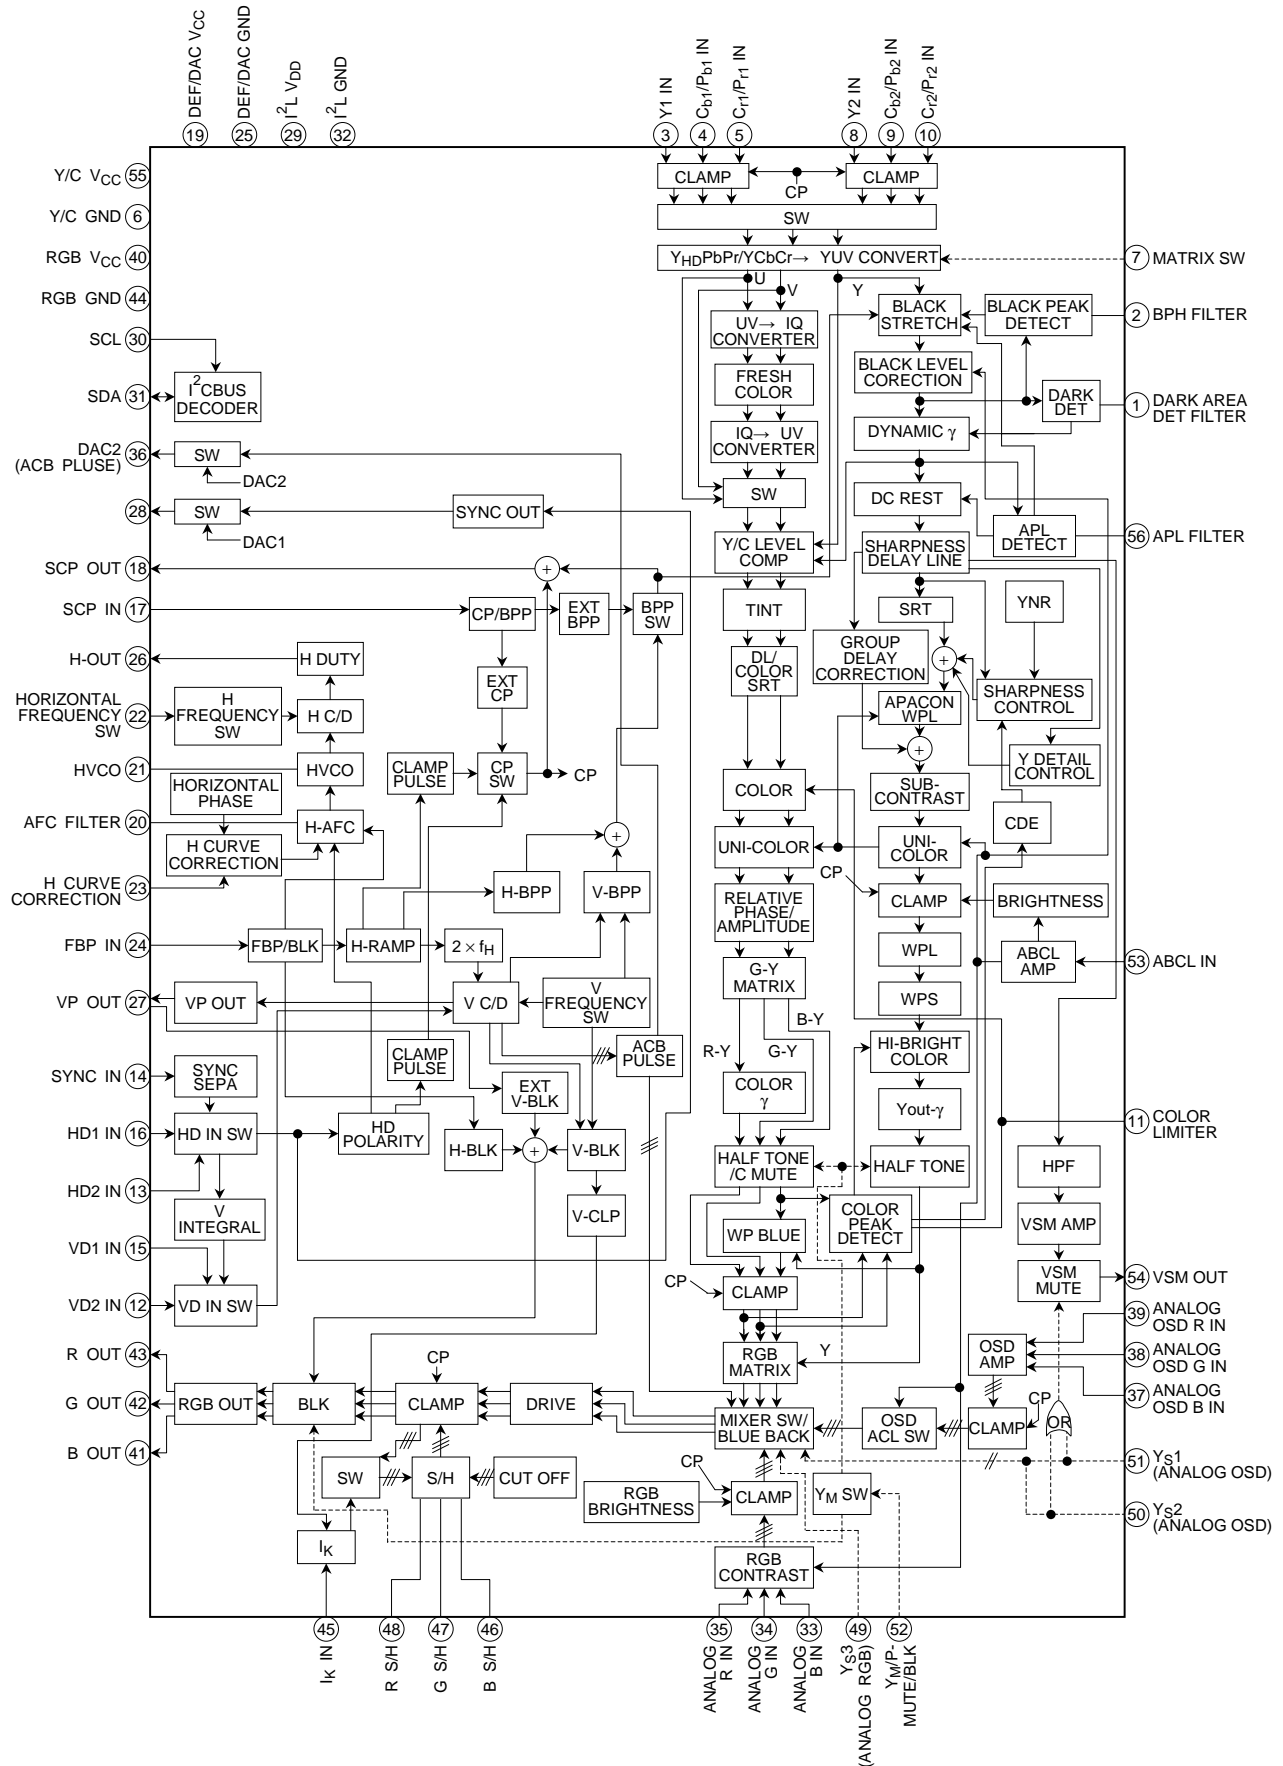 19 DEF/DAC VCC
25 DEF/DAC GND
29 I2L VDD
32 I2L GND
3 Y1 IN
4 Cb1/Pb1 IN
5 Cr1/Pr1 IN
8 Y2 IN
9 Cb2/Pb2 IN
10 Cr2/Pr2 IN
Y/C VCC 55
Y/C GND 6
RGB VCC 40
RGB GND 44
SCL 30
SDA 31
DAC2
(ACB PLUSE) 36
28
SCP OUT 18
SCP IN 17
H-OUT 26
HORIZONTAL
FREQUENCY
SW 22
HVCO 21
AFC FILTER 20
H CURVE
CORRECTION 23
FBP IN 24
VP OUT 27
SYNC IN 14
HD1 IN 16
HD2 IN 13
VD1 IN 15
VD2 IN 12
R OUT 43
G OUT 42
B OUT 41
CLAMP
CP
CLAMP
SW
YHDPbPr/YCbCr→ YUV CONVERT
U
V
Y
7 MATRIX SW
BLACK
STRETCH
BLACK PEAK
DETECT
2 BPH FILTER
UV→ IQ
CONVERTER
BLACK LEVEL
CORECTION
FRESH
COLOR
DARK
DET
1 DARK AREA
DET FILTER
I2CBUS
DECODER
DYNAMIC γ
IQ→ UV
CONVERTER
SW
DAC2
SW
DC REST
SW
DAC1
SYNC OUT
Y/C LEVEL
COMP
SHARPNESS
DELAY LINE
APL
DETECT
56 APL FILTER
+
CP/BPP
EXT
BPP
BPP
SW
TINT
SRT
YNR
H DUTY
EXT
CP
DL/
COLOR
SRT
GROUP
DELAY
CORRECTION
+
H
FREQUENCY
SW
H C/D
APACON
WPL
SHARPNESS
CONTROL
HVCO
CLAMP
PULSE
CP
SW
CP
+
Y DETAIL
CONTROL
HORIZONTAL
PHASE
COLOR
SUB-
CONTRAST
H-AFC
CDE
H CURVE
CORRECTION
+
UNI-COLOR
UNI-
COLOR
H-BPP
V-BPP
CP
RELATIVE
PHASE/
AMPLITUDE
CLAMP
BRIGHTNESS
FBP/BLK
H-RAMP
2 × fH
WPL
ABCL
AMP
53 ABCL IN
G-Y
MATRIX
VP OUT
V C/D
V
FREQUENCY
SW
WPS
B-Y
R-Y
G-Y
HI-BRIGHT
COLOR
ACB
PULSE
CLAMP
PULSE
SYNC
SEPA
EXT
V-BLK
COLOR
γ
Yout-γ
HD IN SW
HD
POLARITY
H-BLK
+
V-BLK
HALF TONE
/C MUTE
HALF TONE
HPF
11 COLOR
LIMITER
V
INTEGRAL
V-CLP
WP BLUE
COLOR
PEAK
DETECT
VSM AMP
VD IN SW
CP
CLAMP
VSM
MUTE
54 VSM OUT
39 ANALOG
OSD R IN
CP
RGB
MATRIX
Y
OSD
AMP
38 ANALOG
OSD G IN
37 ANALOG
OSD B IN
RGB OUT
BLK
CLAMP
DRIVE
MIXER SW/
BLUE BACK
OSD
ACL SW
CLAMP
CP
OR
51 YS1
(ANALOG OSD)
SW
S/H
CUT OFF
CP
RGB
BRIGHTNESS
CLAMP
YM SW
50 YS2
(ANALOG OSD)
IK
RGB
CONTRAST
45 IK IN
48 R S/H
47 G S/H
46 B S/H
35 ANALOG
R IN
34 ANALOG
G IN
33 ANALOG
B IN
49 YS3
(ANALOG RGB)
52 YM/P-
MUTE/BLK